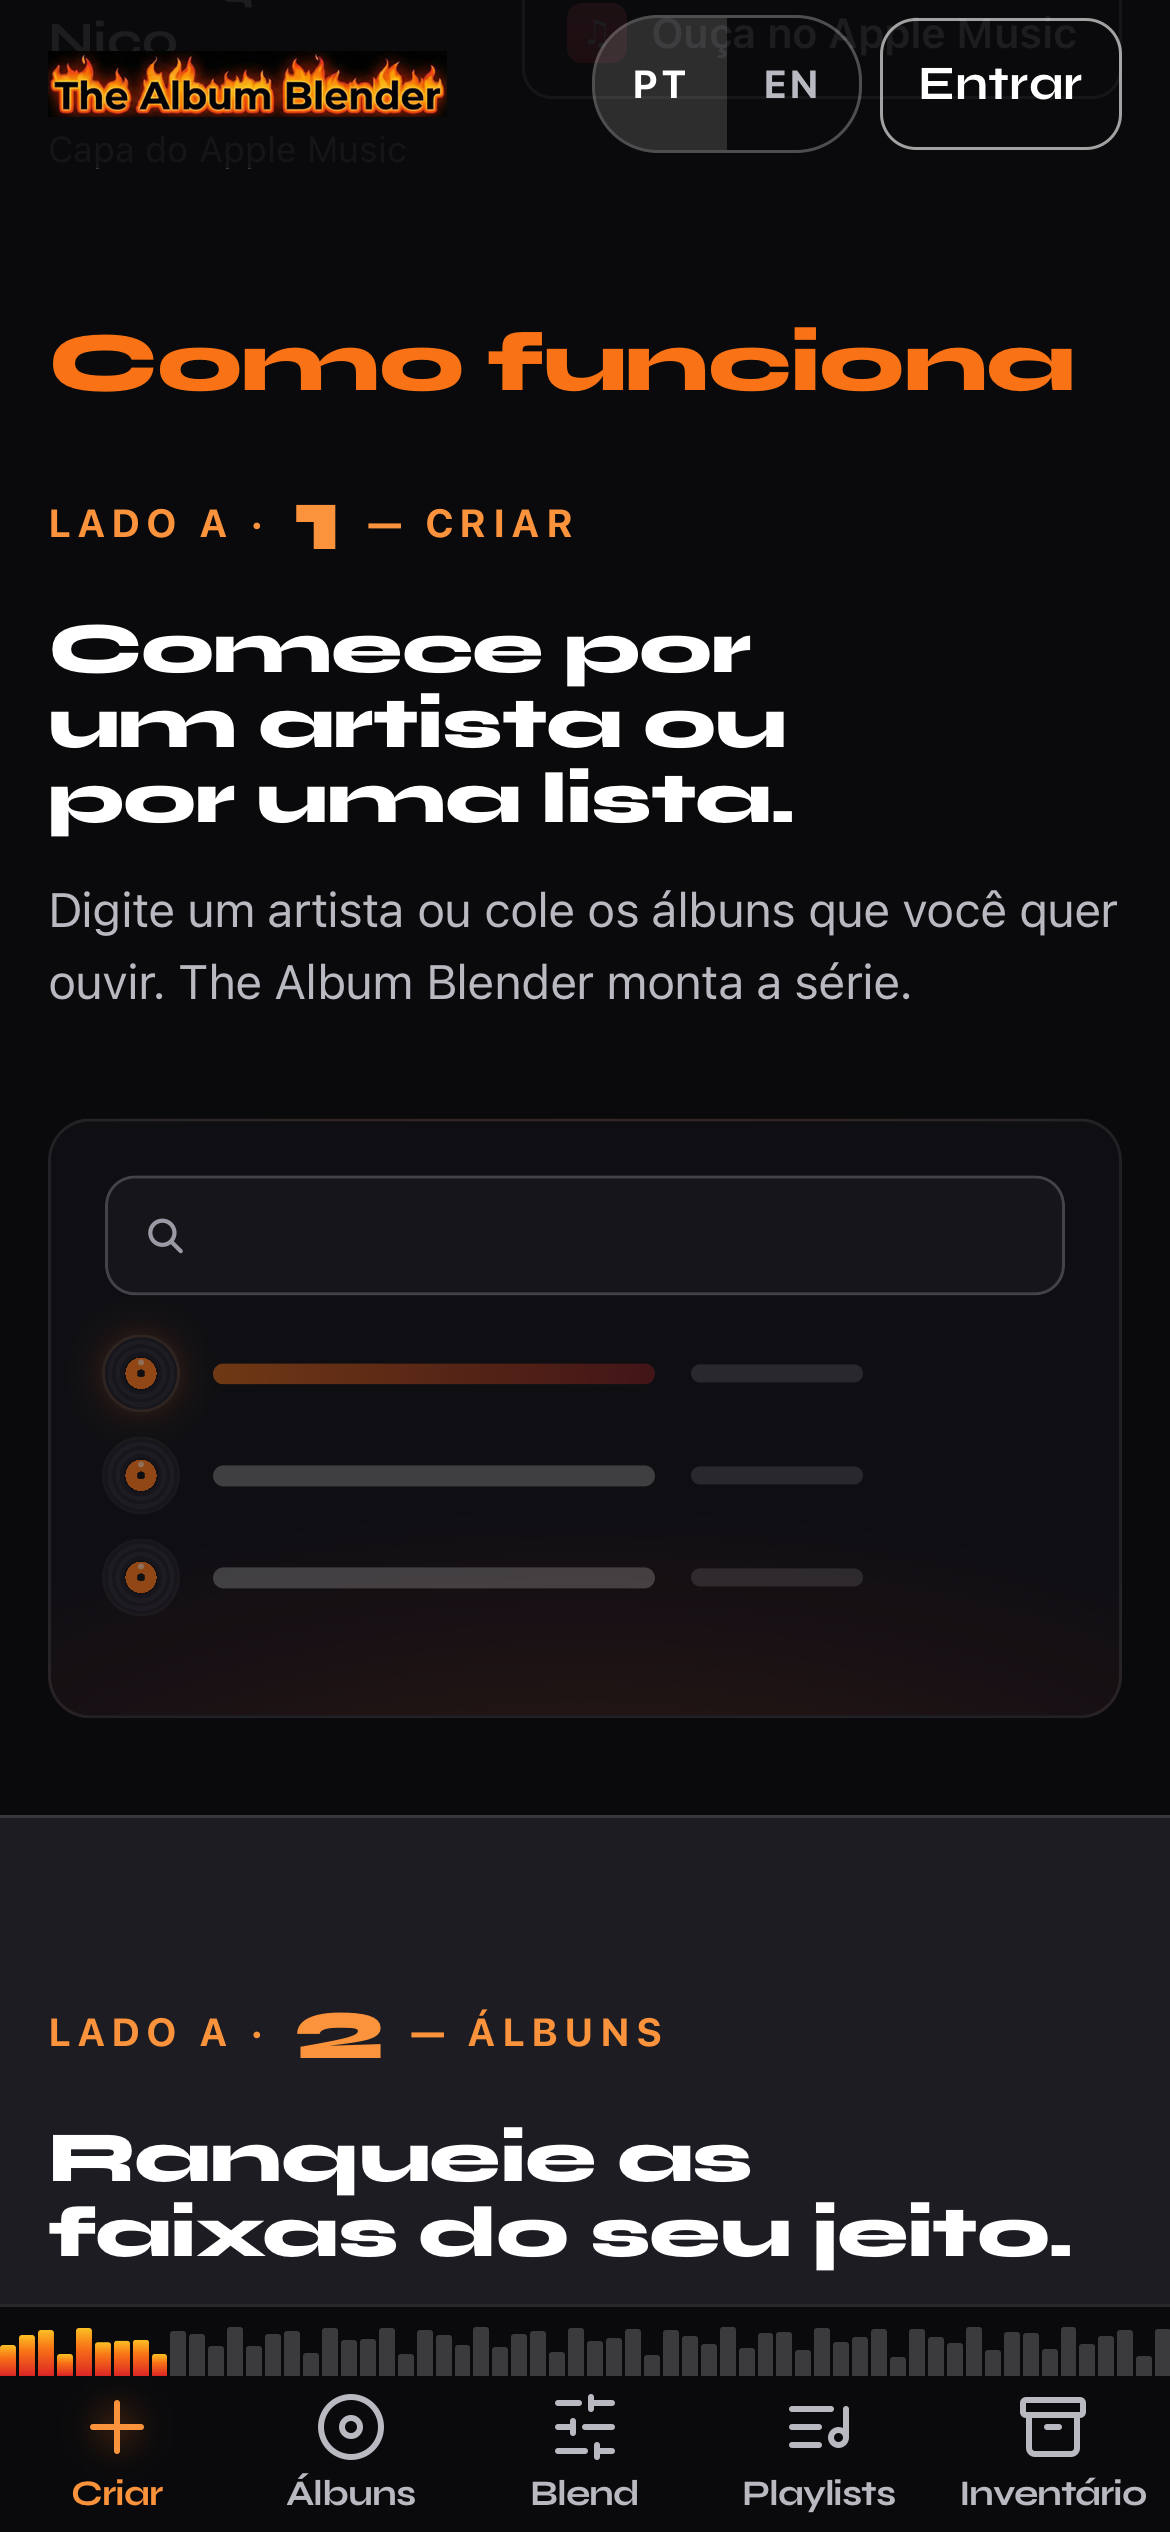 Nico
Ouça no Apple Music
The Album Blender
PT
EN
Entrar
Capa do Apple Music
Como funciona
LADO A · 1 — CRIAR
Comece por
um artista ou
por uma lista.
Digite um artista ou cole os álbuns que você quer
ouvir. The Album Blender monta a série.
LADO A · 2 — ÁLBUNS
Ranqueie as
faixas do seu jeito.
Criar
Álbuns
Blend
Playlists
Inventário